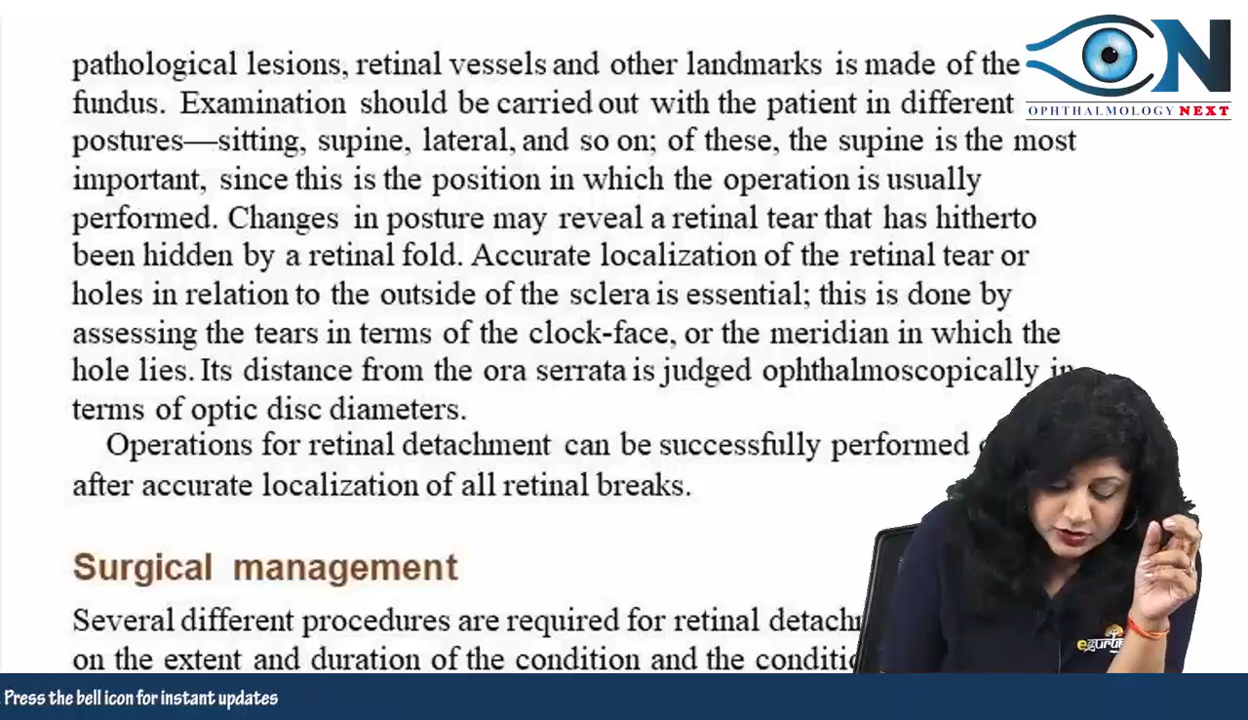 pathological lesions, retinal vessels and other landmarks is made of the
fundus. Examination should be carried out with the patient in different
postures—sitting, supine, lateral, and so on; of these, the supine is the most
important, since this is the position in which the operation is usually
performed. Changes in posture may reveal a retinal tear that has hitherto
been hidden by a retinal fold. Accurate localization of the retinal tear or
holes in relation to the outside of the sclera is essential; this is done by
assessing the tears in terms of the clock-face, or the meridian in which the
hole lies. Its distance from the ora serrata is judged ophthalmoscopically in
terms of optic disc diameters.
Operations for retinal detachment can be successfully performed
after accurate localization of all retinal breaks.
Surgical management
Several different procedures are required for retinal
on the extent and duration of the condition and the
ON
OPHTHALMOLOGY NEXT
Press the bell icon for instant updates